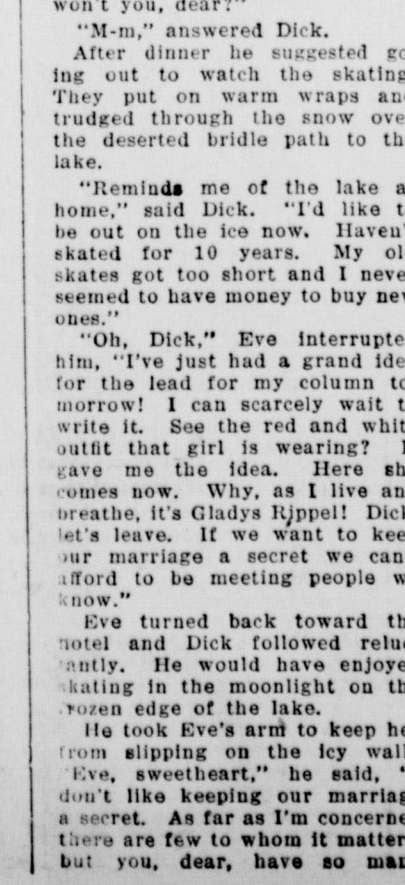 won't you, dear?"
"M-m," answered Dick.
After dinner he suggested go
ing out to watch the skating
They put on warm wraps an
trudged through the snow ove
the deserted bridle path to th
lake.
"Reminds me of the lake a
home," said Dick. "I'd like t
be out on the ice now. Haven'
skated for 10 years. My ol
skates got too short and I neve
seemed to have money to buy ne
ones."
"Oh, Dick," Eve interrupte
him, "I've just had a grand ide
for the lead for my column to
morrow! I can scarcely wait t
write it. See the red and whit
outfit that girl is wearing? I
gave me the idea. Here sh
comes now. Why, as I live an
breathe, it's Gladys Rippel! Dick
let's leave. If we want to kee
our marriage a secret we can
afford to be meeting people w
know."
Eve turned back toward th
hotel and Dick followed reluc
antly. He would have enjoye
skating in the moonlight on th
frozen edge of the lake.
He took Eve's arm to keep he
from slipping on the icy walk
"Eve, sweetheart," he said, "
don't like keeping our marriag
a secret. As far as I'm concerne
there are few to whom it matter
but you, dear, have so man